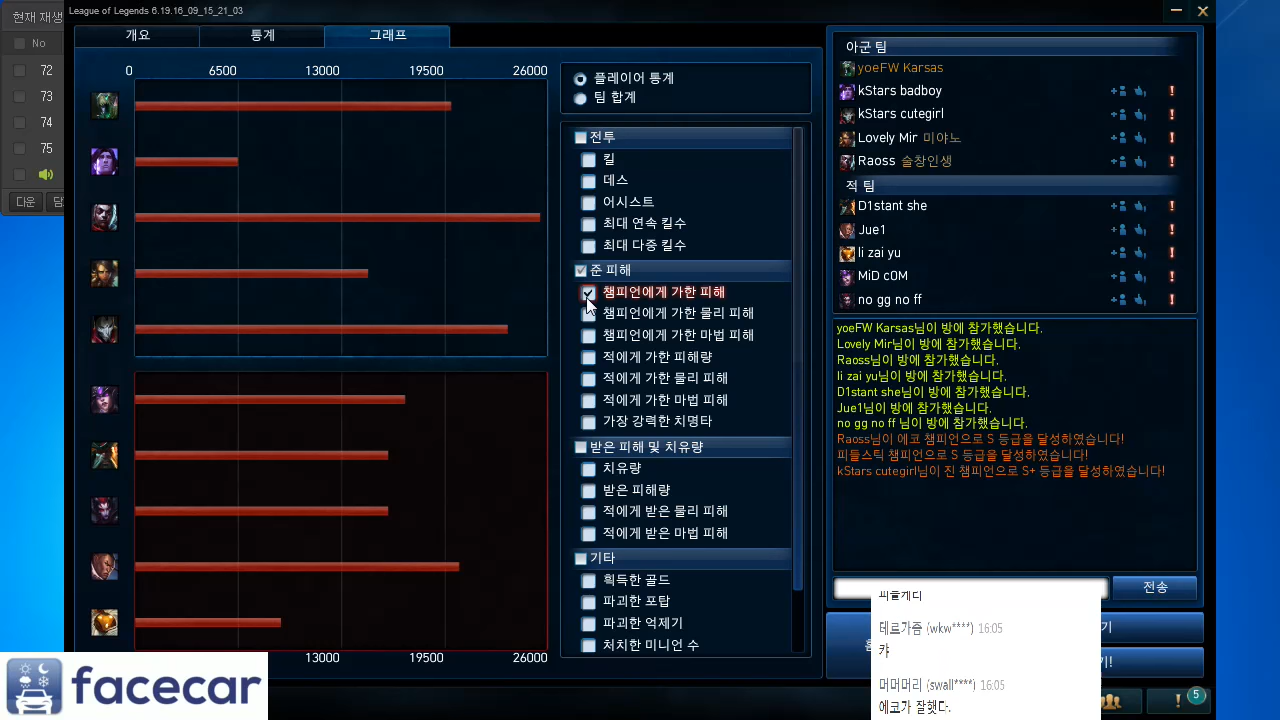 League of Legends 6.19.16_09_15_21_03
현재 재생
No
72
73
74
75
다운
개요
통계
그래프
0 6500 13000 19500 26000
13000 19500 26000
플레이어 통계
팀 합계
전투
킬
데스
어시스트
최대 연속 킬수
최대 다중 킬수
준 피해
챔피언에게 가한 피해
챔피언에게 가한 물리 피해
챔피언에게 가한 마법 피해
적에게 가한 피해량
적에게 가한 물리 피해
적에게 가한 마법 피해
가장 강력한 치명타
받은 피해 및 치유량
치유량
받은 피해량
적에게 받은 물리 피해
적에게 받은 마법 피해
기타
획득한 골드
파괴한 포탑
파괴한 억제기
처치한 미니언 수
아군 팀
yoeFW Karsas
kStars badboy
kStars cutegirl
Lovely Mir 미야노
Raoss 슬창인생
적 팀
D1stant she
Jue1
li zai yu
MiD cOM
no gg no ff
yoeFW Karsas님이 방에 참가했습니다.
Lovely Mir님이 방에 참가했습니다.
Raoss님이 방에 참가했습니다.
li zai yu님이 방에 참가했습니다.
D1stant she님이 방에 참가했습니다.
Jue1님이 방에 참가했습니다.
no gg no ff 님이 방에 참가했습니다.
Raoss님이 에코 챔피언으로 S 등급을 달성하였습니다!
피들스틱 챔피언으로 S 등급을 달성하였습니다!
kStars cutegirl님이 진 챔피언으로 S+ 등급을 달성하였습니다!
전송
테르가좀 (wkw****) 16:05
캬
머머머리 (swall****) 16:05
에코가 잘햇다.
기
기!
5
facecar